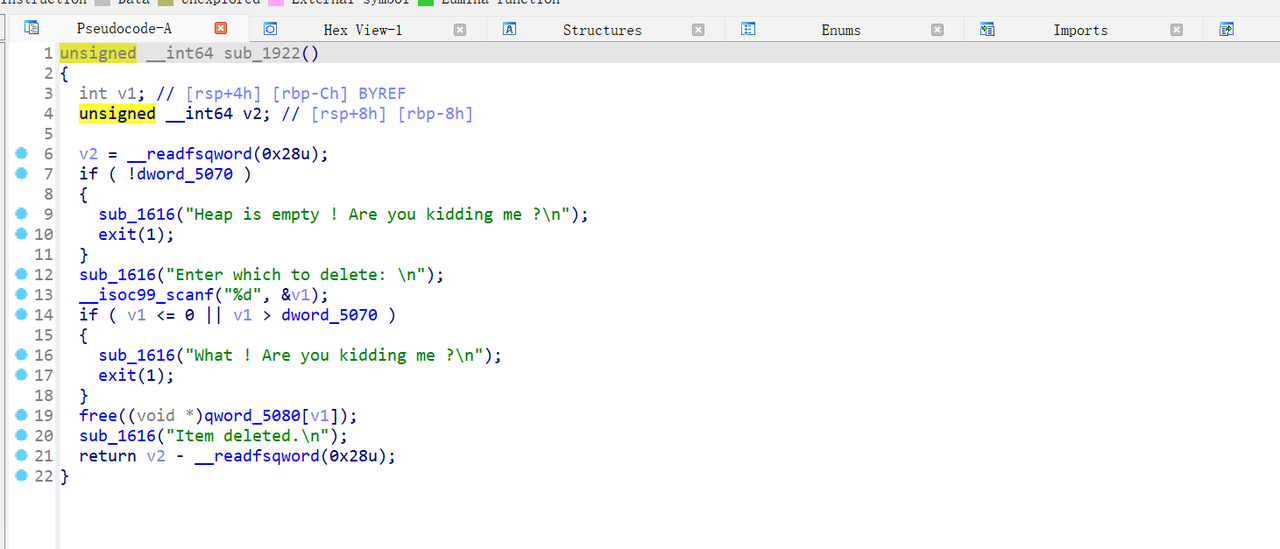 Instruction Data Unexplored External symbol Lumina function
Pseudocode-A Hex View-1 Structures Enums Imports
1 unsigned __int64 sub_1922()
2 {
3 int v1; // [rsp+4h] [rbp-Ch] BYREF
4 unsigned __int64 v2; // [rsp+8h] [rbp-8h]
5
6 v2 = __readfsqword(0x28u);
7 if ( !dword_5070 )
8 {
9 sub_1616("Heap is empty ! Are you kidding me ?\n");
10 exit(1);
11 }
12 sub_1616("Enter which to delete: \n");
13 __isoc99_scanf("%d", &v1);
14 if ( v1 <= 0 || v1 > dword_5070 )
15 {
16 sub_1616("What ! Are you kidding me ?\n");
17 exit(1);
18 }
19 free((void *)qword_5080[v1]);
20 sub_1616("Item deleted.\n");
21 return v2 - __readfsqword(0x28u);
22 }